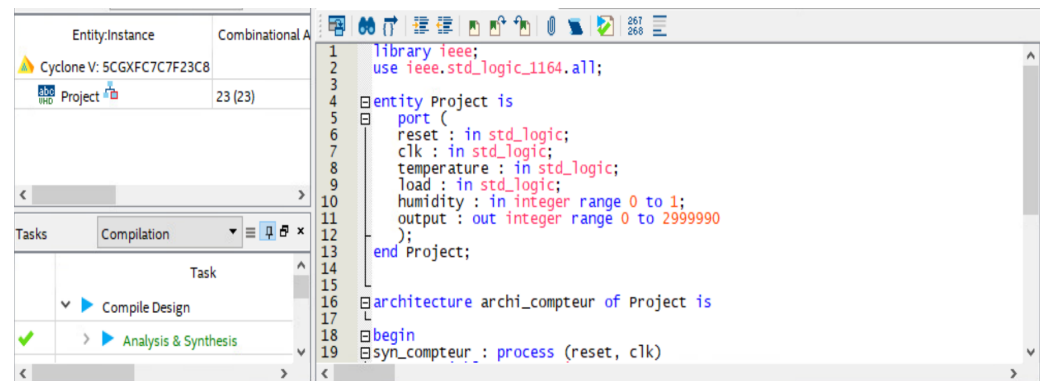 Entity:Instance Combinational A
Cyclone V: 5CGXFC7C7F23C8
abc VHD Project 23 (23)
Tasks Compilation
Task
Compile Design
Analysis & Synthesis
267
268
1 library ieee;
2 use ieee.std_logic_1164.all;
3
4 entity Project is
5 port (
6 reset : in std_logic;
7 clk : in std_logic;
8 temperature : in std_logic;
9 load : in std_logic;
10 humidity : in integer range 0 to 1;
11 output : out integer range 0 to 2999990
12 );
13 end Project;
14
15
16 architecture archi_compteur of Project is
17
18 begin
19 syn_compteur : process (reset, clk)